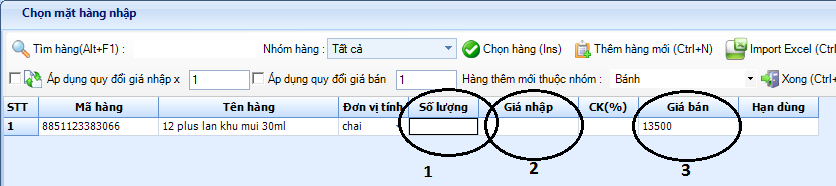 Chọn mặt hàng nhập
Tìm hàng(Alt+F1) : Nhóm hàng : Tất cả Chọn hàng (Ins) Thêm hàng mới (Ctrl+N) Import Excel (Ctrl
Áp dụng quy đổi giá nhập x 1 Áp dụng quy đổi giá bán 1 Hàng thêm mới thuộc nhóm : Bánh Xong (Ctrl+
STT Mã hàng Tên hàng Đơn vị tính Số lượng Giá nhập CK(%) Giá bán Hạn dùng
1 8851123383066 12 plus lan khu mui 30ml chai 13500
1 2 3